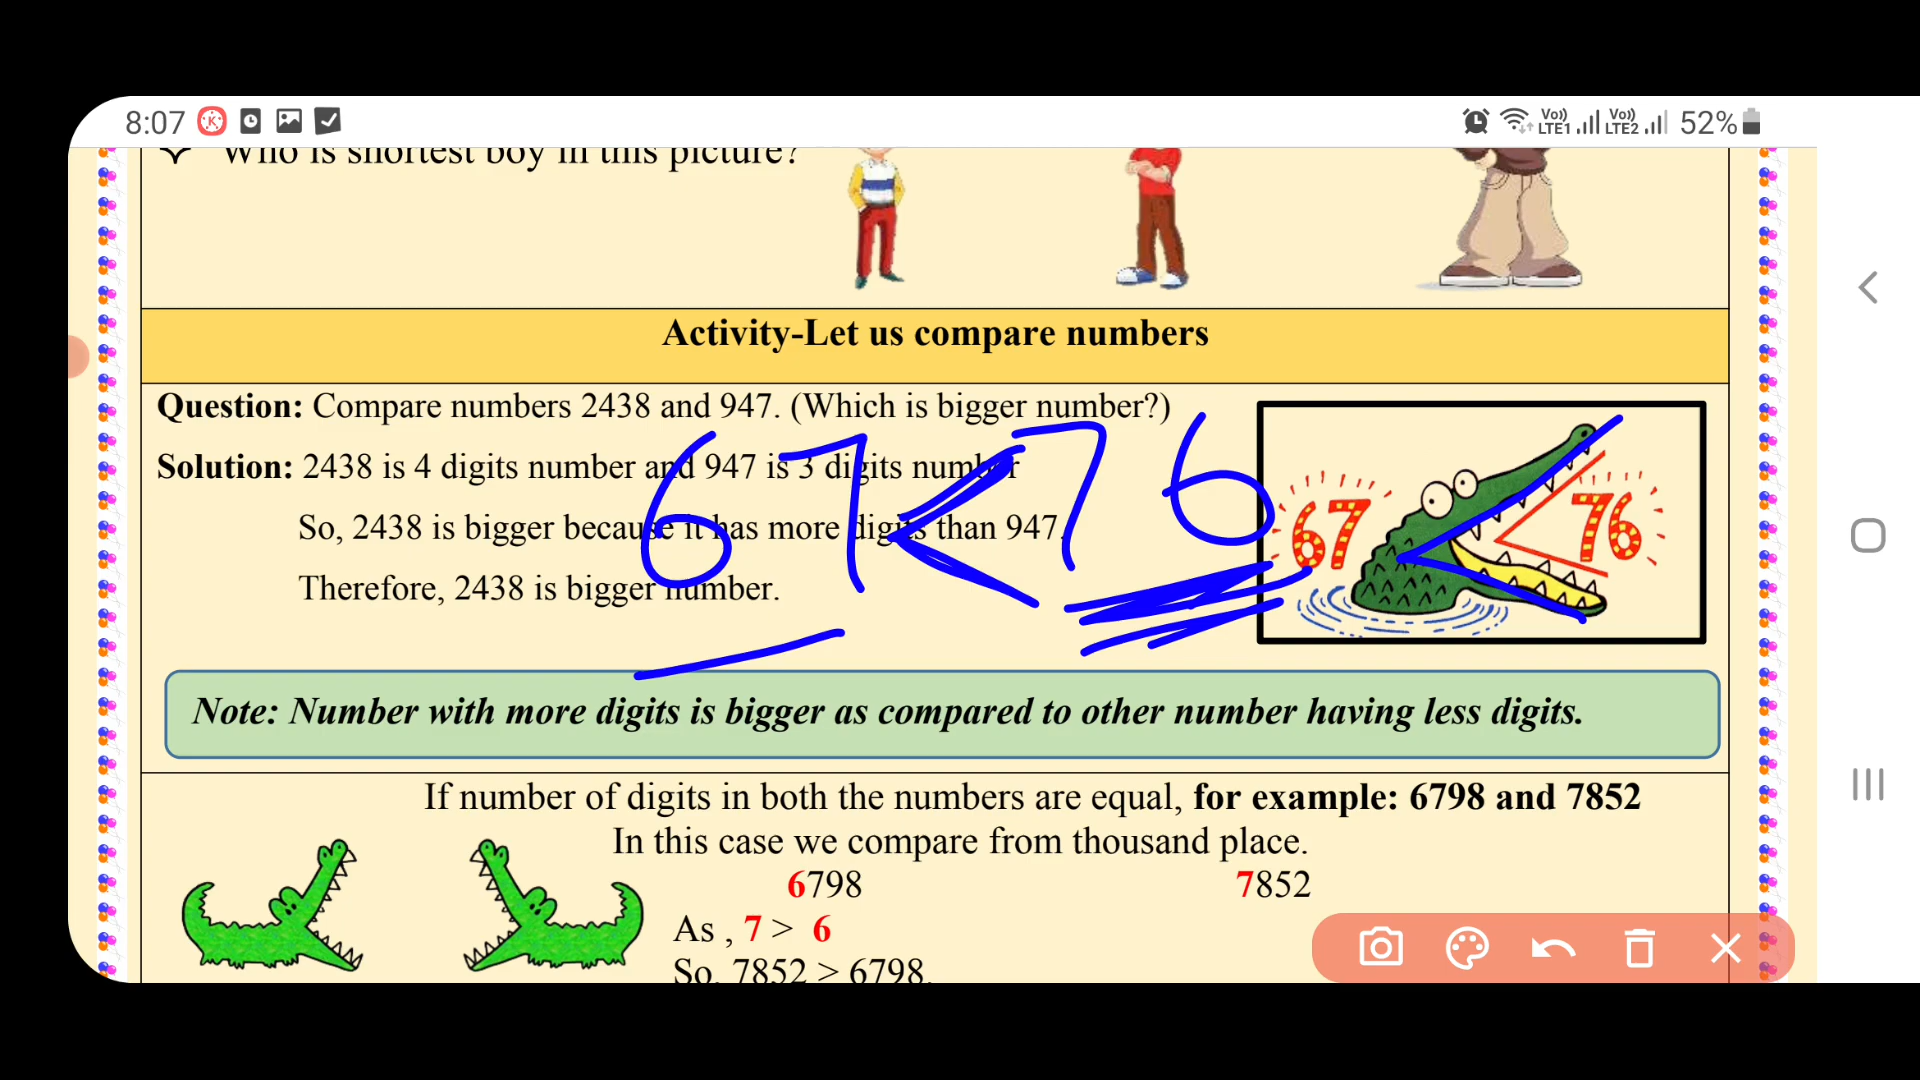 8:07 Vo) LTE1 Vo) LTE2 52%
Who is shortest boy in this picture?
Activity-Let us compare numbers
Question: Compare numbers 2438 and 947. (Which is bigger number?)
Solution: 2438 is 4 digits number and 947 is 3 digits number
So, 2438 is bigger because it has more digits than 947.
Therefore, 2438 is bigger number.
67 < 76
67 76
Note: Number with more digits is bigger as compared to other number having less digits.
If number of digits in both the numbers are equal, for example: 6798 and 7852
In this case we compare from thousand place.
6798 7852
As , 7 > 6
So, 7852 > 6798.